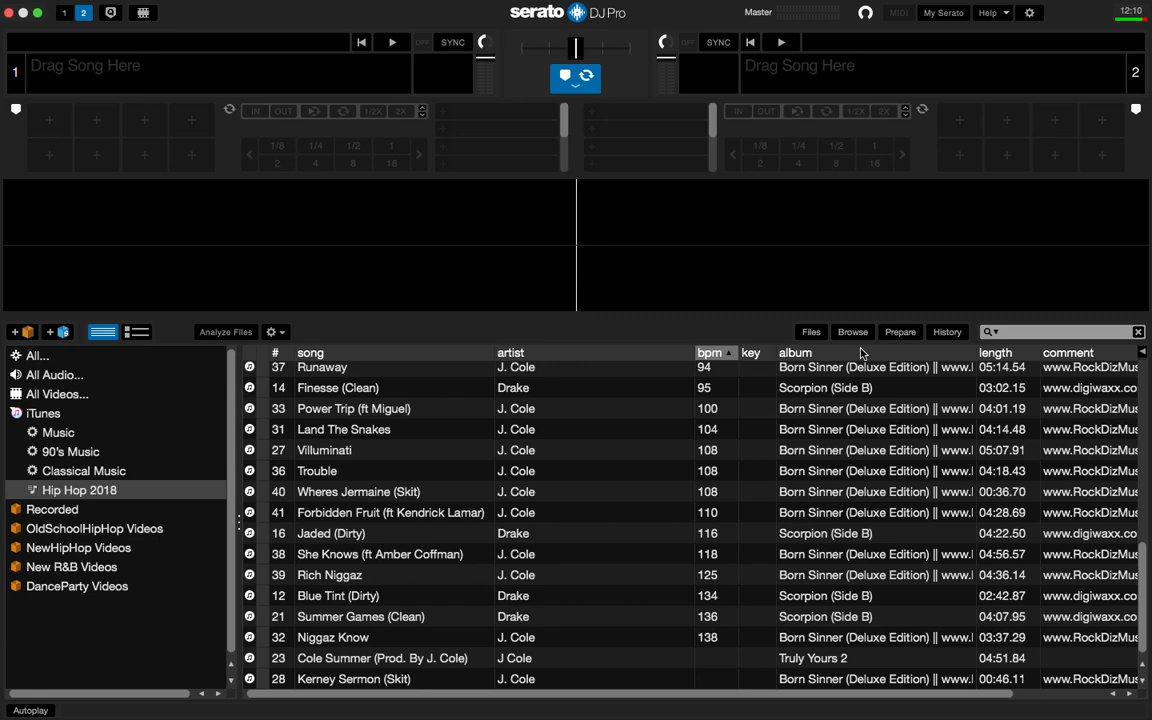 1 2 serato DJ Pro Master MIDI My Serato Help 12:10
OFF SYNC OFF SYNC
1 Drag Song Here Drag Song Here 2
IN OUT 1/2X 2X IN OUT 1/2X 2X
1/8 1/4 1/2 1 1/8 1/4 1/2 1
2 4 8 16 2 4 8 16
Analyze Files Files Browse Prepare History
All...
All Audio...
All Videos...
iTunes
Music
90's Music
Classical Music
Hip Hop 2018
Recorded
OldSchoolHipHop Videos
NewHipHop Videos
New R&B Videos
DanceParty Videos
# song artist bpm key album length comment
37 Runaway J. Cole 94 Born Sinner (Deluxe Edition) || www.l 05:14.54 www.RockDizMus
14 Finesse (Clean) Drake 95 Scorpion (Side B) 03:02.15 www.digiwaxx.co
33 Power Trip (ft Miguel) J. Cole 100 Born Sinner (Deluxe Edition) || www.l 04:01.19 www.RockDizMus
31 Land The Snakes J. Cole 104 Born Sinner (Deluxe Edition) || www.l 04:14.48 www.RockDizMus
27 Villuminati J. Cole 108 Born Sinner (Deluxe Edition) || www.l 05:07.91 www.RockDizMus
36 Trouble J. Cole 108 Born Sinner (Deluxe Edition) || www.l 04:18.43 www.RockDizMus
40 Wheres Jermaine (Skit) J. Cole 108 Born Sinner (Deluxe Edition) || www.l 00:36.70 www.RockDizMus
41 Forbidden Fruit (ft Kendrick Lamar) J. Cole 110 Born Sinner (Deluxe Edition) || www.l 04:28.69 www.RockDizMus
16 Jaded (Dirty) Drake 116 Scorpion (Side B) 04:22.50 www.digiwaxx.co
38 She Knows (ft Amber Coffman) J. Cole 118 Born Sinner (Deluxe Edition) || www.l 04:56.57 www.RockDizMus
39 Rich Niggaz J. Cole 125 Born Sinner (Deluxe Edition) || www.l 04:36.14 www.RockDizMus
12 Blue Tint (Dirty) Drake 134 Scorpion (Side B) 02:42.87 www.digiwaxx.co
21 Summer Games (Clean) Drake 136 Scorpion (Side B) 04:07.95 www.digiwaxx.co
32 Niggaz Know J. Cole 138 Born Sinner (Deluxe Edition) || www.l 03:37.29 www.RockDizMus
23 Cole Summer (Prod. By J. Cole) J Cole Truly Yours 2 04:51.84
28 Kerney Sermon (Skit) J. Cole Born Sinner (Deluxe Edition) || www.l 00:46.11 www.RockDizMus
Autoplay